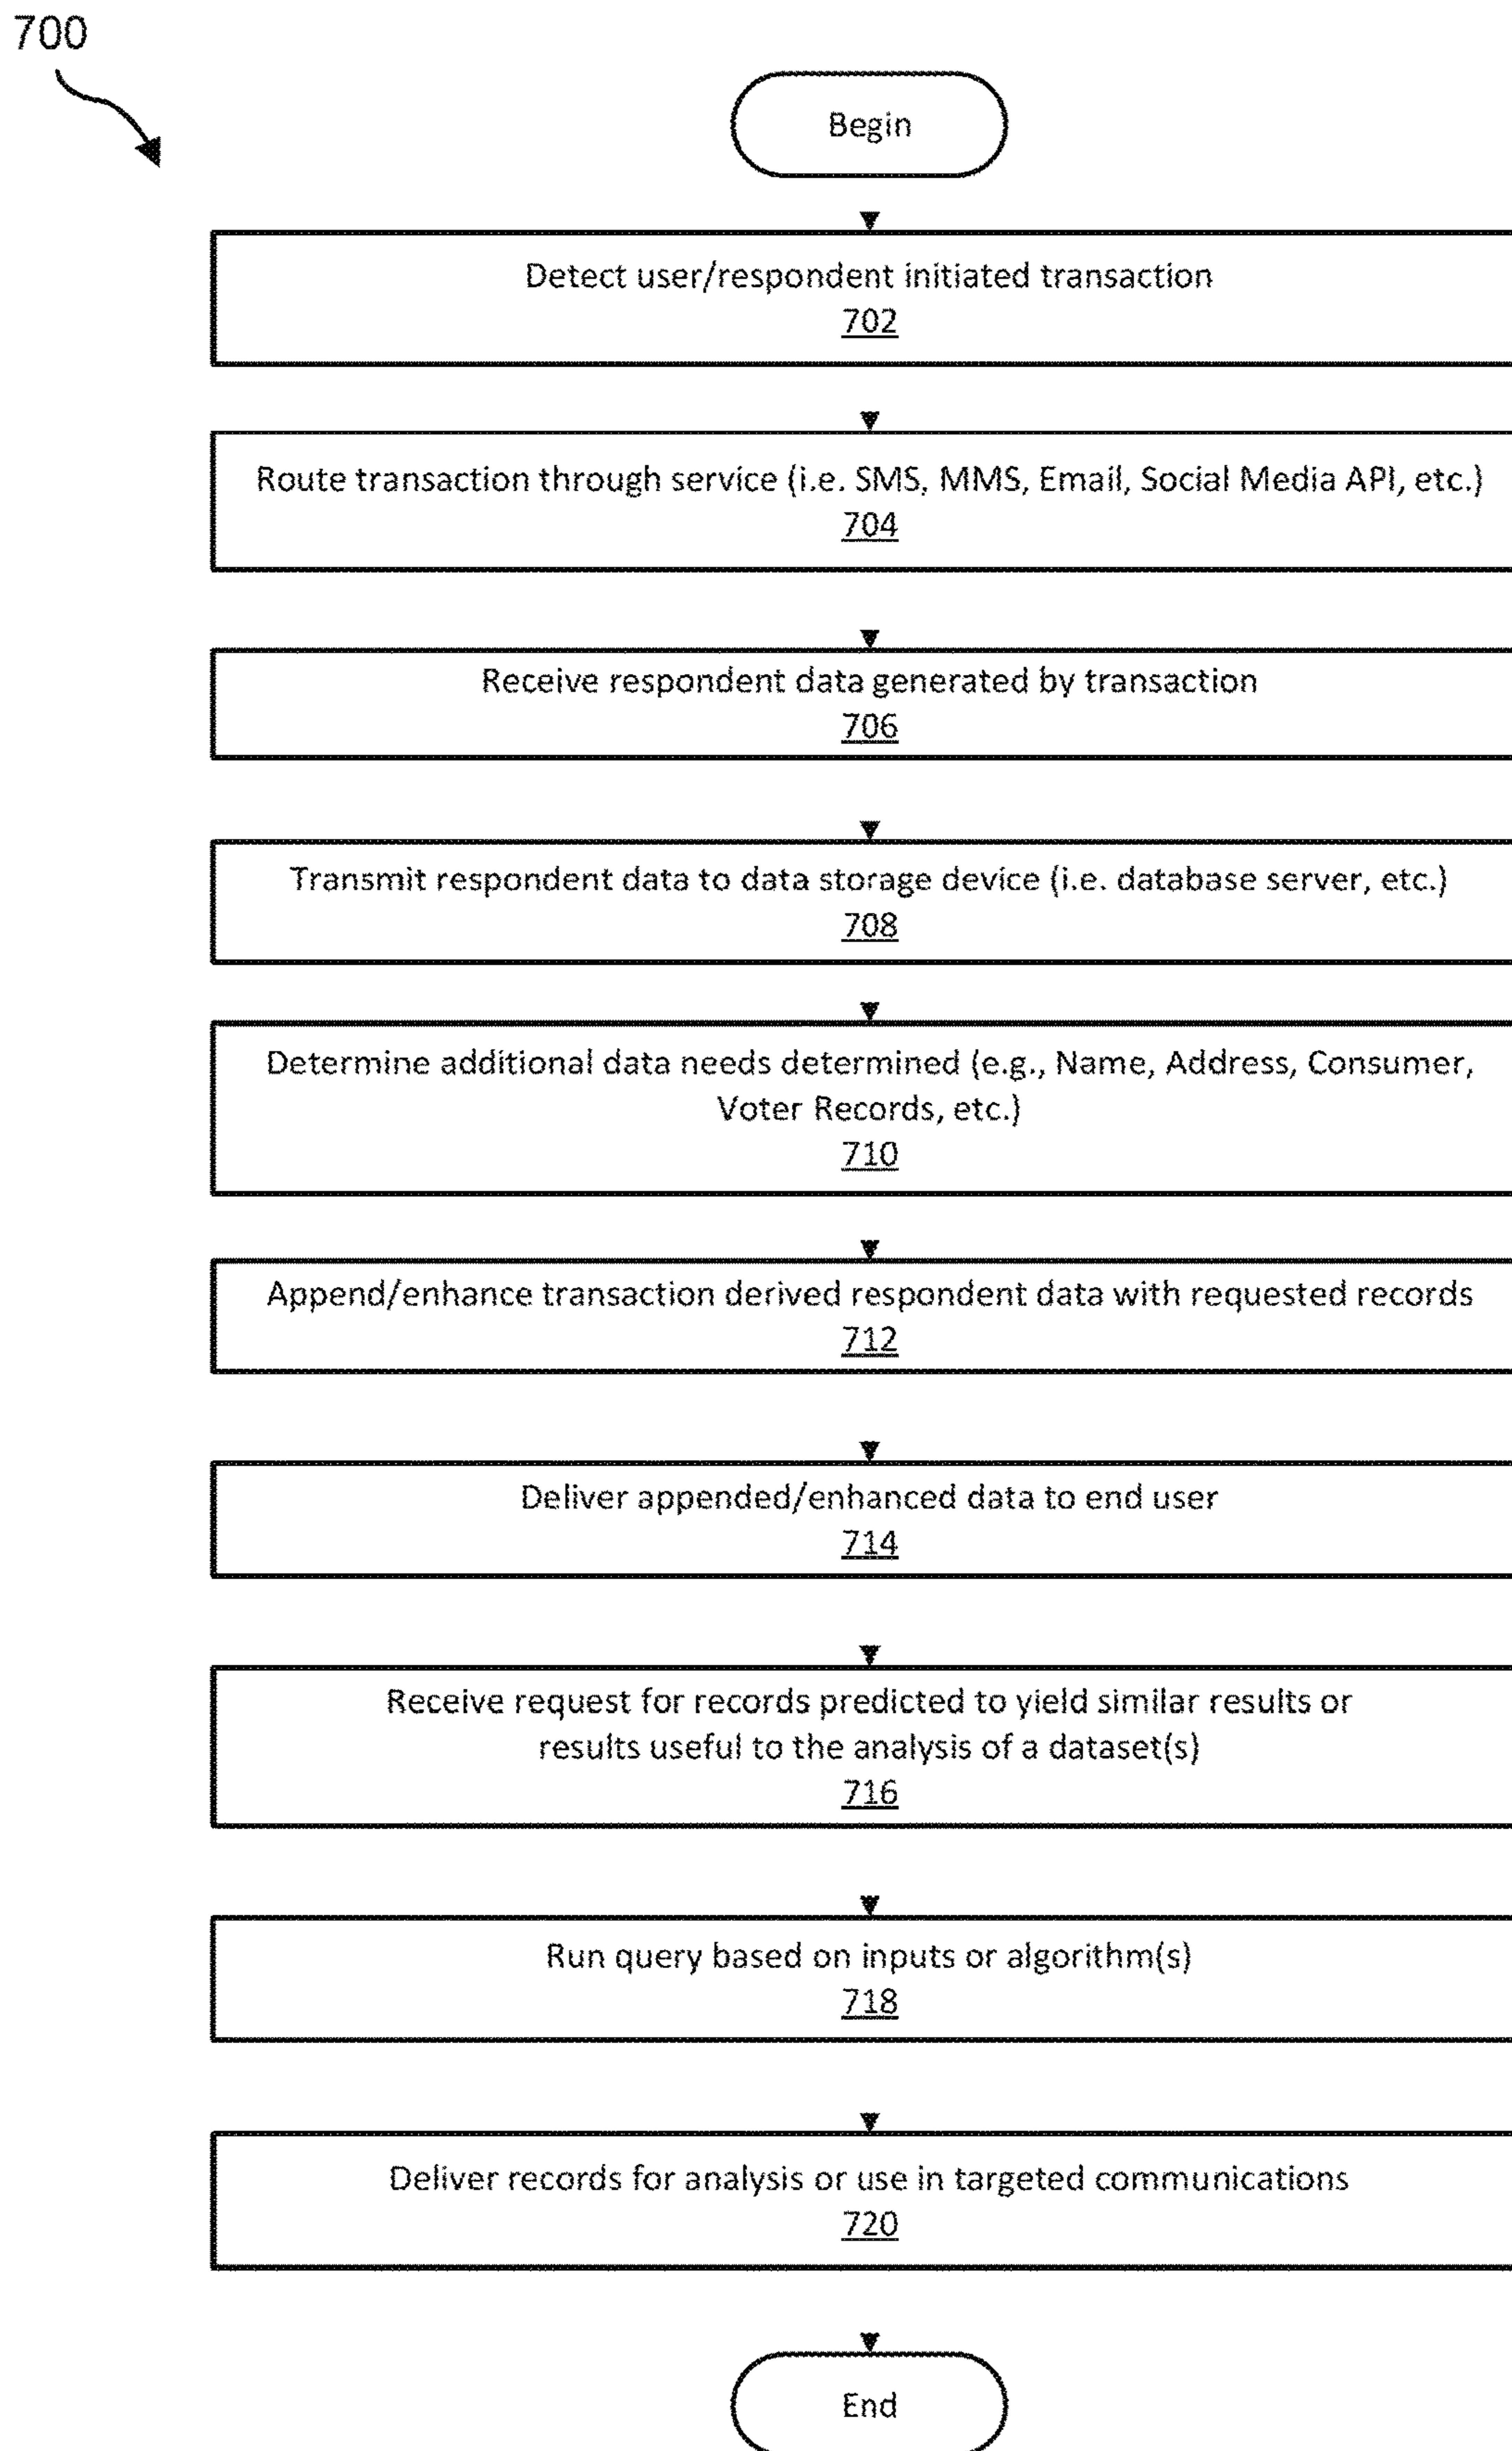 700
Begin
Detect user/respondent initiated transaction
702
Route transaction through service (i.e. SMS, MMS, Email, Social Media API, etc.)
704
Receive respondent data generated by transaction
706
Transmit respondent data to data storage device (i.e. database server, etc.)
708
Determine additional data needs determined (e.g., Name, Address, Consumer,
Voter Records, etc.)
710
Append/enhance transaction derived respondent data with requested records
712
Deliver appended/enhanced data to end user
714
Receive request for records predicted to yield similar results or
results useful to the analysis of a dataset(s)
716
Run query based on inputs or algorithm(s)
718
Deliver records for analysis or use in targeted communications
720
End